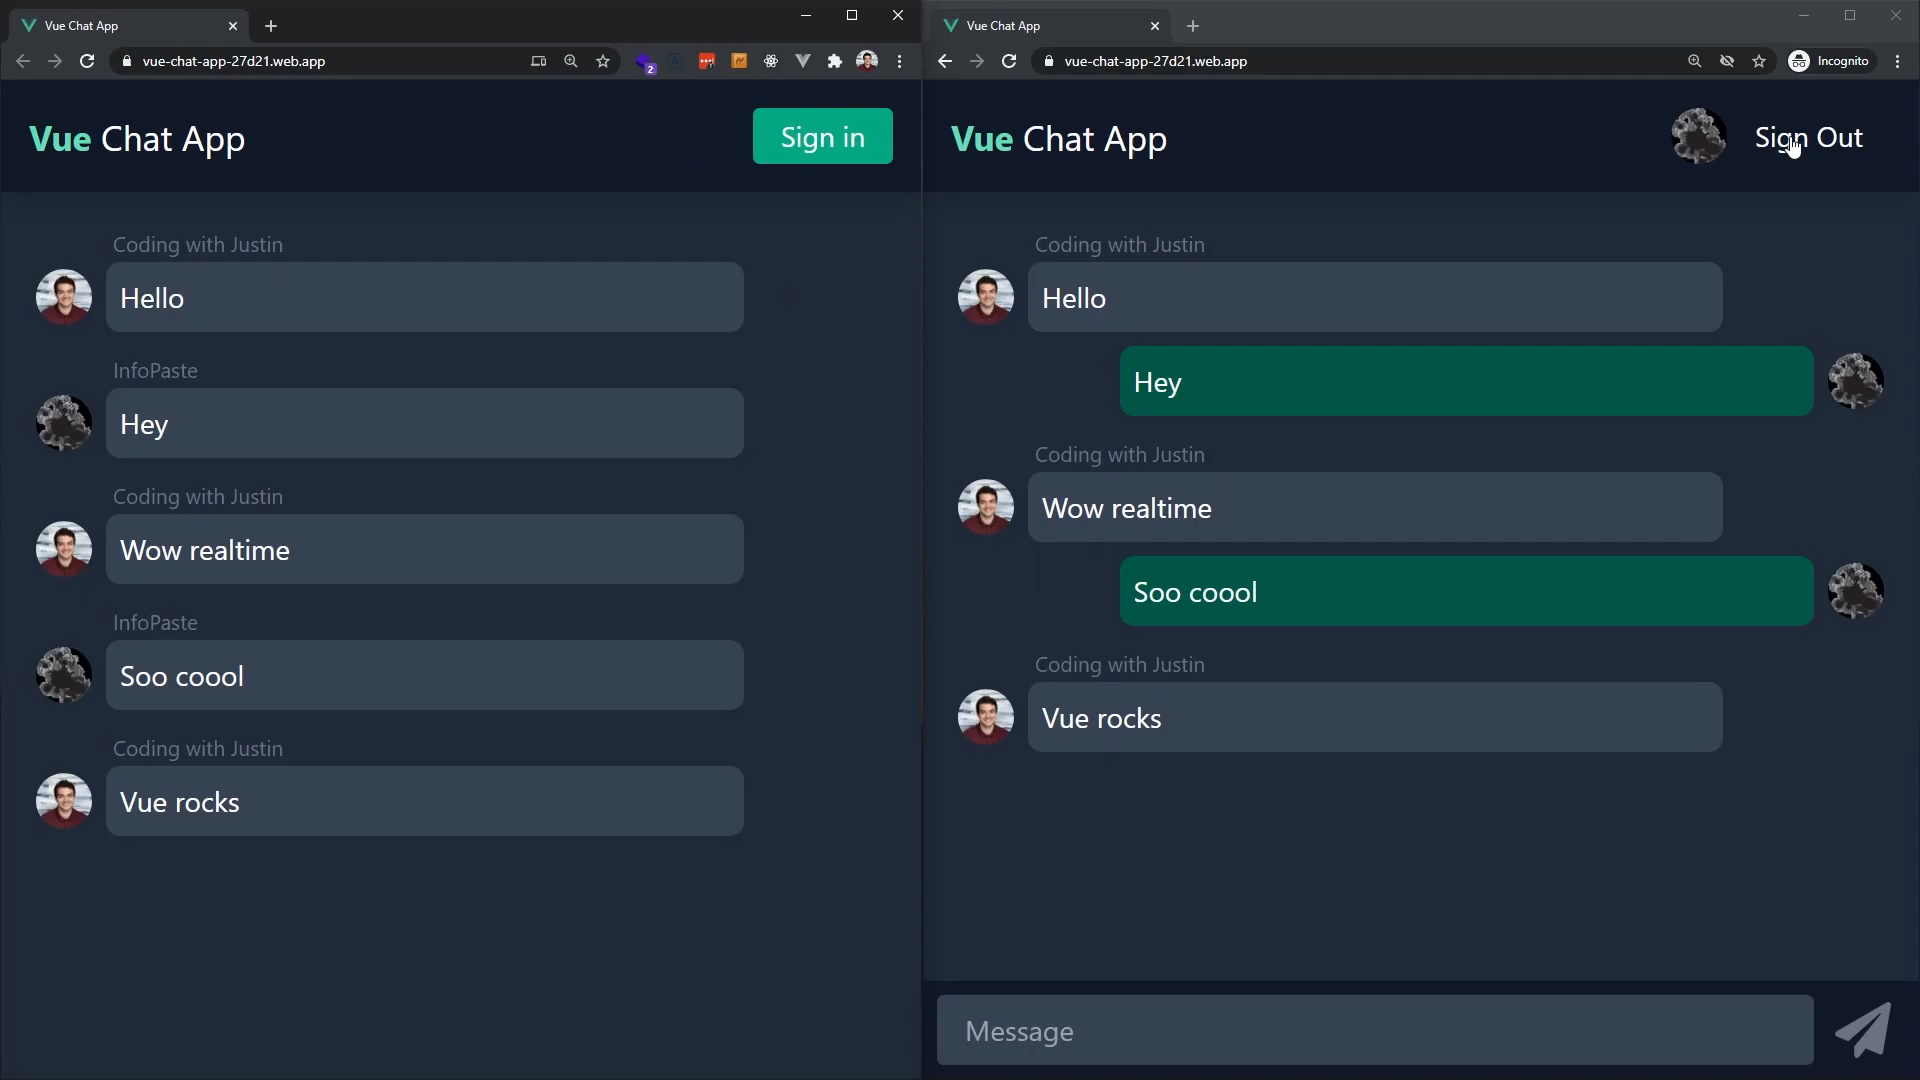 Vue Chat App
vue-chat-app-27d21.web.app
2
Vue Chat App
Sign in
Coding with Justin
Hello
InfoPaste
Hey
Coding with Justin
Wow realtime
InfoPaste
Soo coool
Coding with Justin
Vue rocks
Vue Chat App
vue-chat-app-27d21.web.app
Incognito
Vue Chat App
Sign Out
Coding with Justin
Hello
Hey
Coding with Justin
Wow realtime
Soo coool
Coding with Justin
Vue rocks
Message